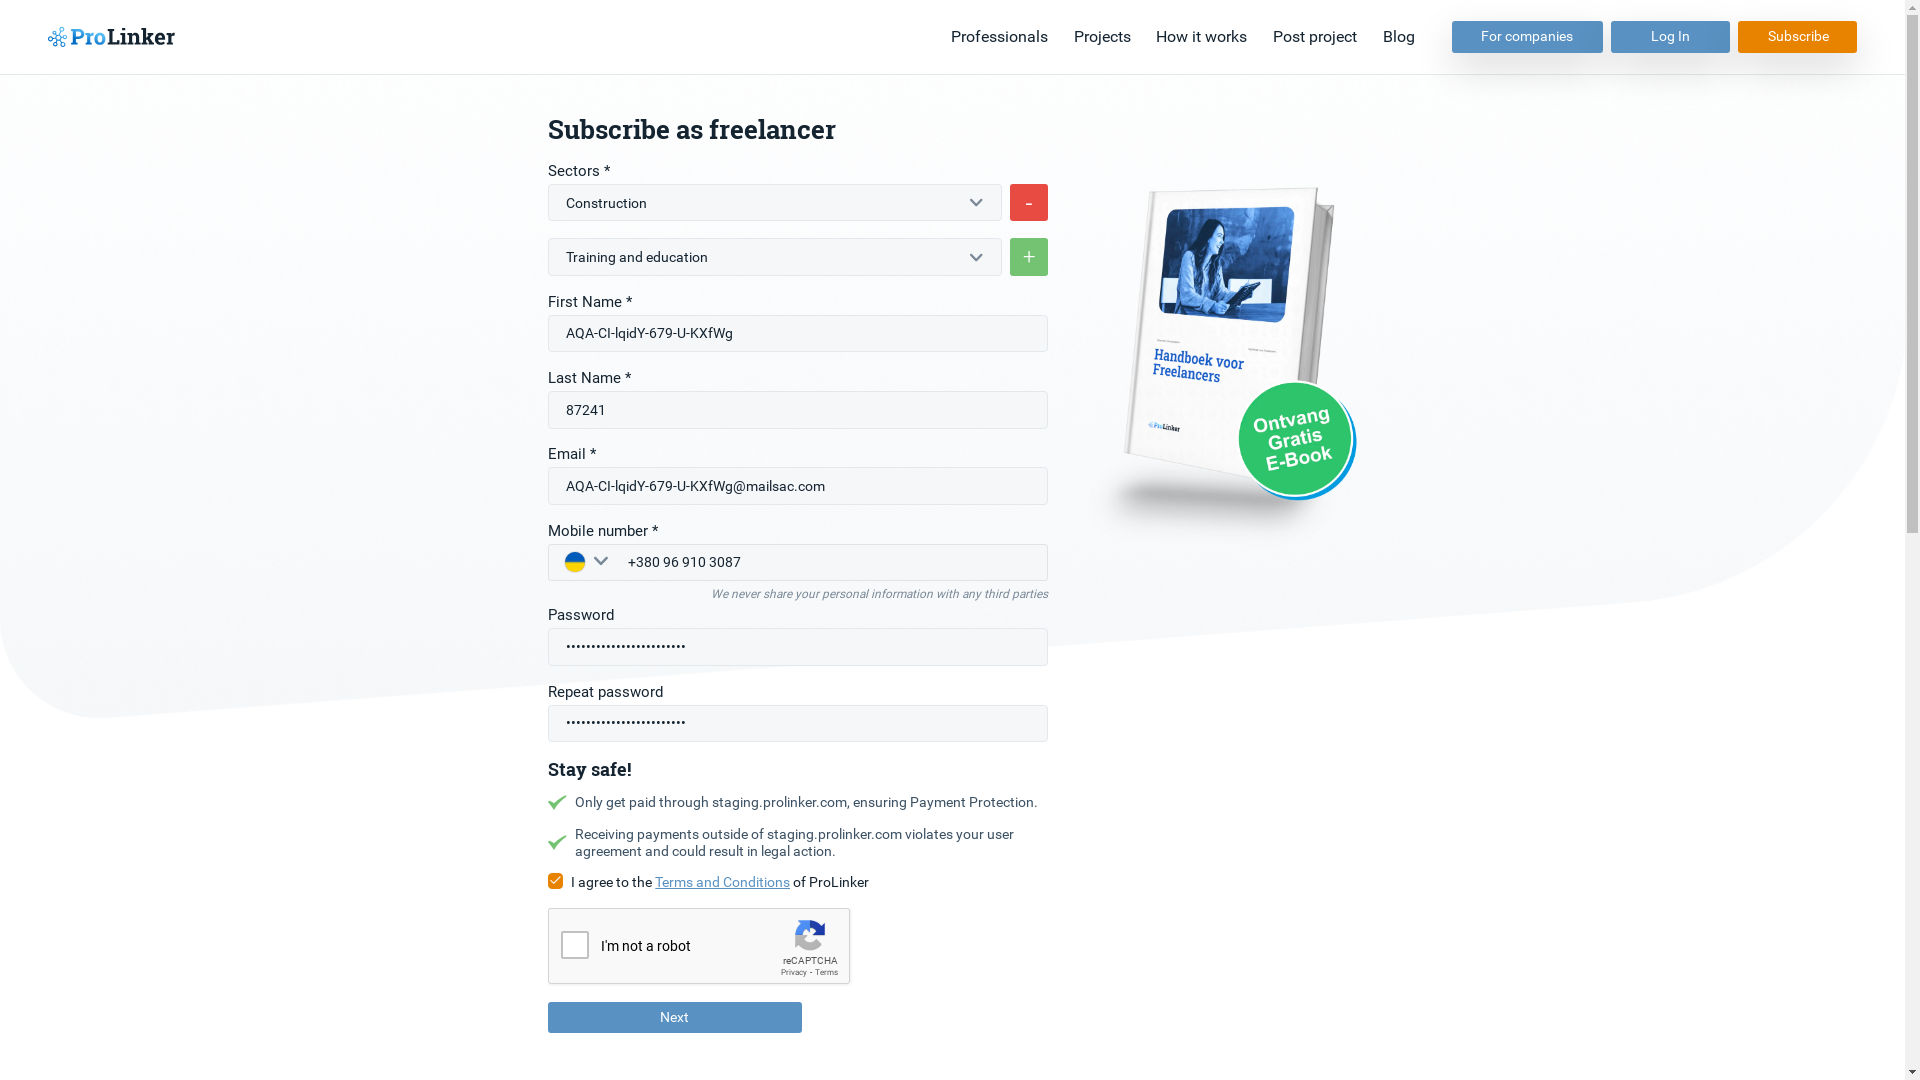 ProLinker
Professionals
Projects
How it works
Post project
Blog
For companies
Log In
Subscribe
Subscribe as freelancer
Sectors *
Construction
-
Training and education
+
First Name *
AQA-CI-lqidY-679-U-KXfWg
Last Name *
87241
Email *
AQA-CI-lqidY-679-U-KXfWg@mailsac.com
Mobile number *
+380 96 910 3087
We never share your personal information with any third parties
Password
••••••••••••••••••••••••
Repeat password
••••••••••••••••••••••••
Stay safe!
Only get paid through staging.prolinker.com, ensuring Payment Protection.
Receiving payments outside of staging.prolinker.com violates your user
agreement and could result in legal action.
I agree to the Terms and Conditions of ProLinker
I'm not a robot
reCAPTCHA
Privacy - Terms
Next
Handboek voor
Freelancers
ProLinker
Ontvang
Gratis
E-Book